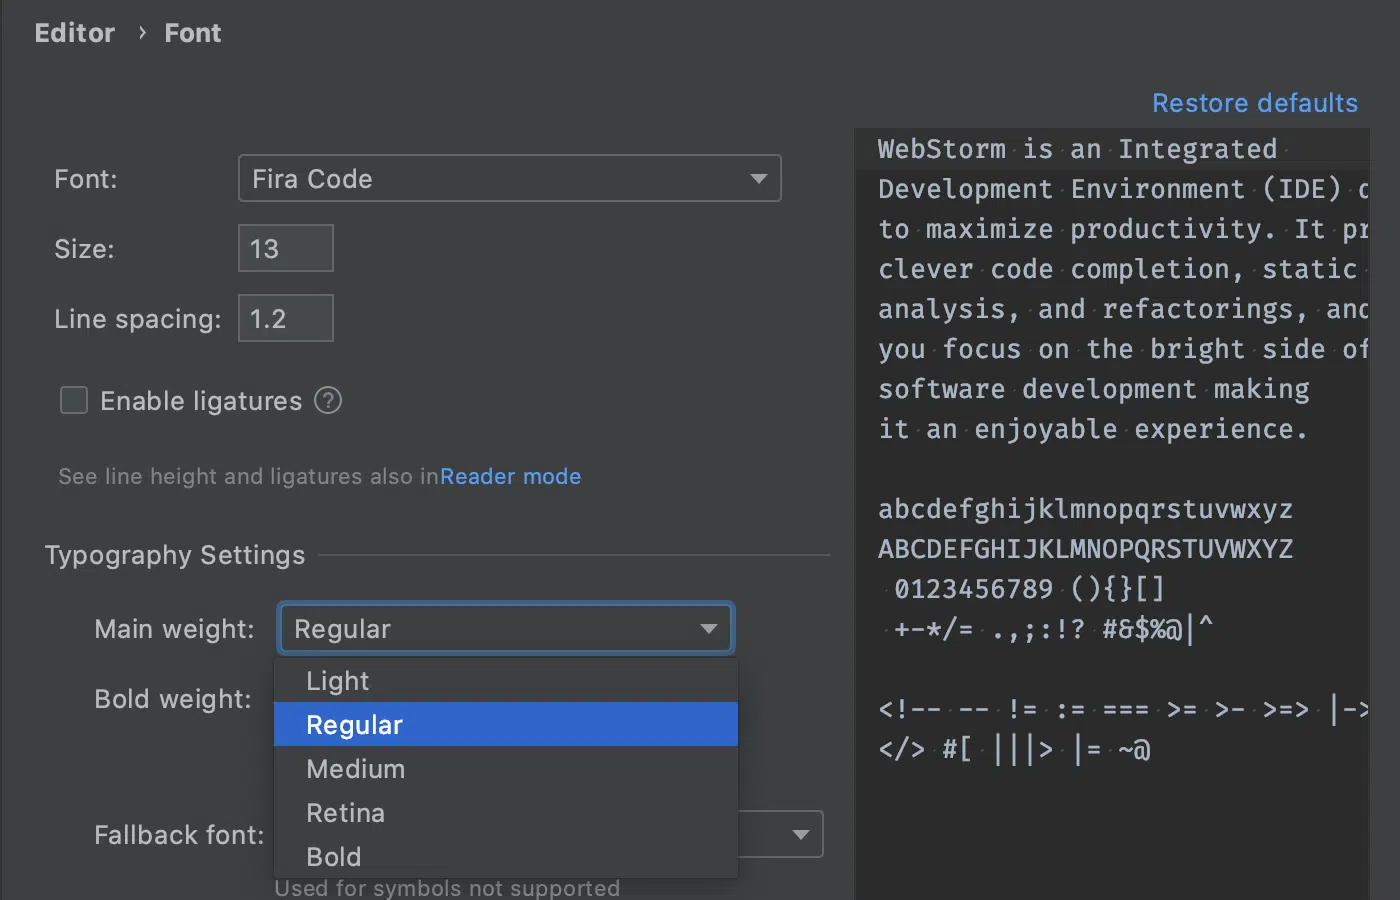 Editor › Font
Restore defaults
Font: Fira Code
Size: 13
Line spacing: 1.2
Enable ligatures ?
See line height and ligatures also inReader mode
Typography Settings
Main weight: Regular
Light
Bold weight:
Regular
Medium
Retina
Fallback font:
Bold
Used for symbols not supported
WebStorm is an Integrated
Development Environment (IDE)
to maximize productivity. It
clever code completion, static
analysis, and refactorings, and
you focus on the bright side of
software development making
it an enjoyable experience.
abcdefghijklmnopqrstuvwxyz
ABCDEFGHIJKLMNOPQRSTUVWXYZ
0123456789 (){}[]
+-*/= .,;:!? #&$%@|^
<!-- -- != := === >= >- >=> |->
</> #[ |||> |= ~@